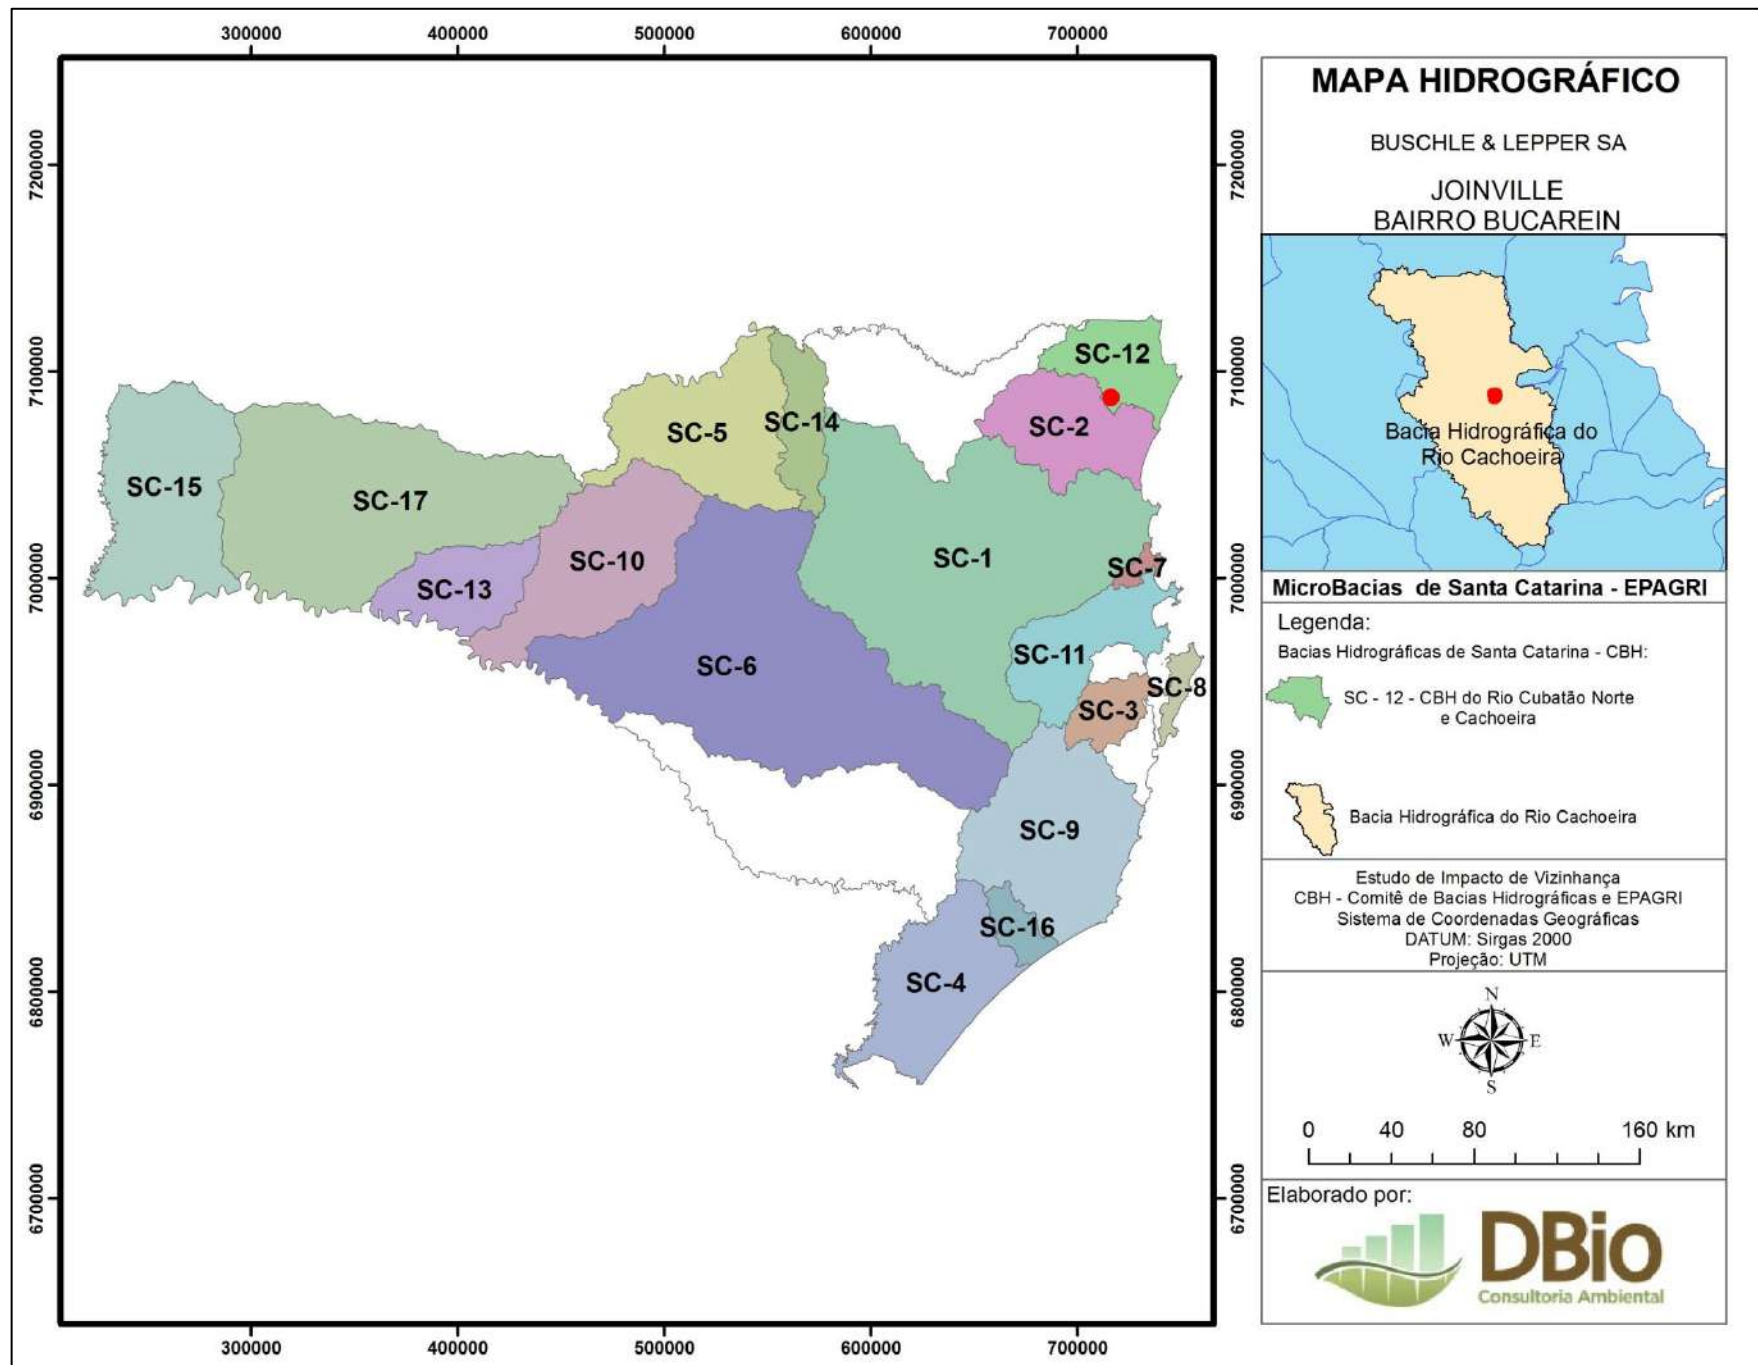 300000 400000 500000 600000 700000
7200000 7200000
7100000 7100000
7000000 7000000
6900000 6900000
6800000 6800000
6700000 6700000
SC-12
SC-14
SC-2
SC-5
SC-15
SC-17
SC-1
SC-10
SC-7
SC-13
SC-11
SC-6
SC-8
SC-3
SC-9
SC-16
SC-4
300000 400000 500000 600000 700000
MAPA HIDROGRÁFICO
BUSCHLE & LEPPER SA
JOINVILLE
BAIRRO BUCAREIN
Bacia Hidrográfica do
Rio Cachoeira
MicroBacias de Santa Catarina - EPAGRI
Legenda:
Bacias Hidrográficas de Santa Catarina - CBH:
SC - 12 - CBH do Rio Cubatão Norte
e Cachoeira
Bacia Hidrográfica do Rio Cachoeira
Estudo de Impacto de Vizinhança
CBH - Comitê de Bacias Hidrográficas e EPAGRI
Sistema de Coordenadas Geográficas
DATUM: Sirgas 2000
Projeção: UTM
N
W E
S
0 40 80 160 km
Elaborado por:
DBio
Consultoria Ambiental